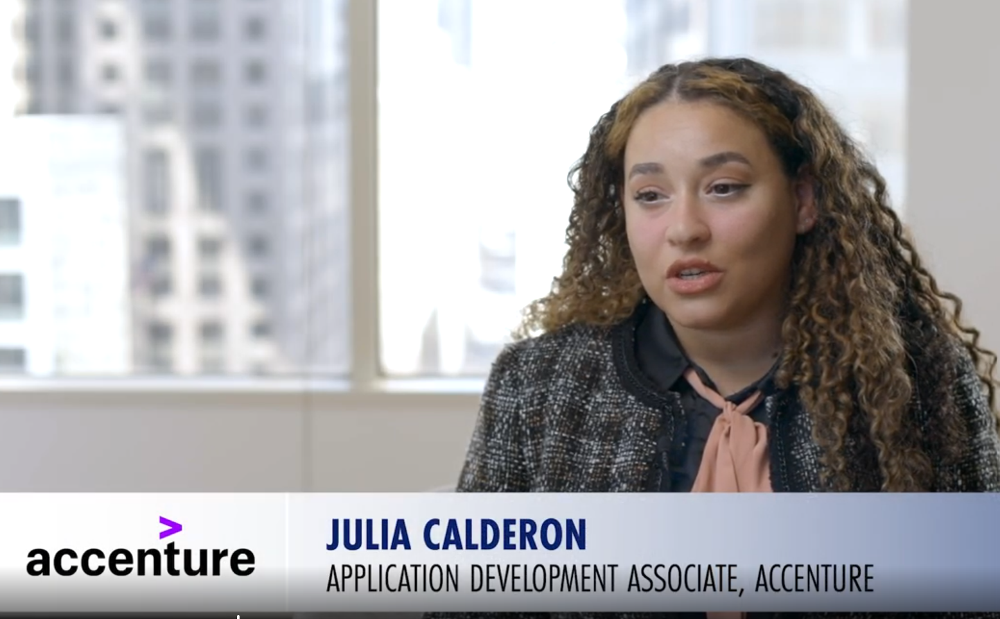 >
accenture
JULIA CALDERON
APPLICATION DEVELOPMENT ASSOCIATE, ACCENTURE